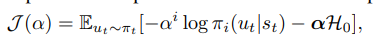 𝒥(α) = 𝔼_{u_t∼π_t}[−α^i log π_i(u_t|s_t) − 𝜶ℋ_0],